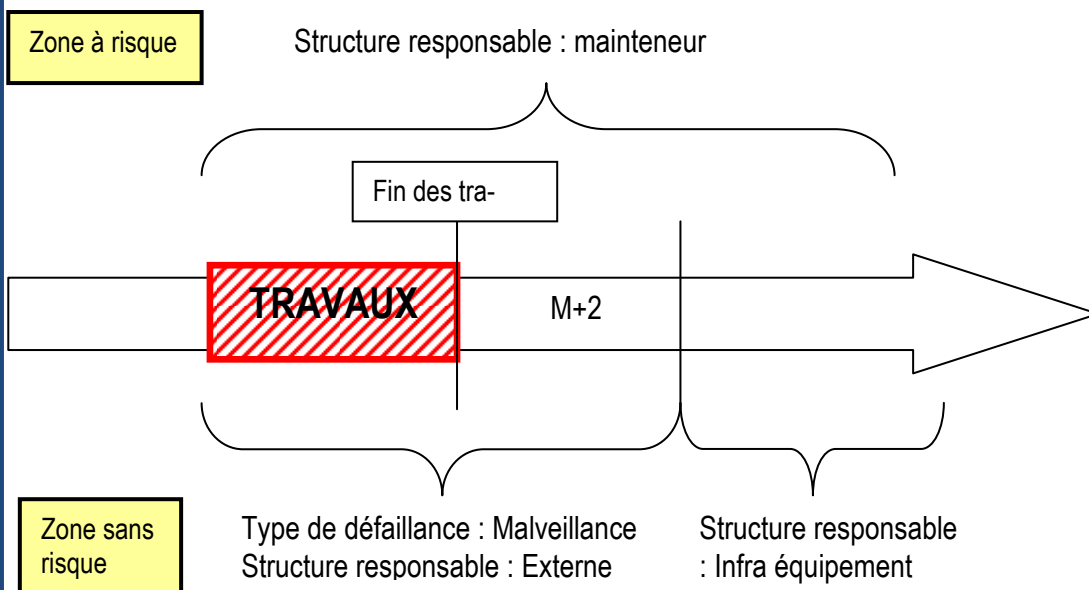 Zone à risque
Structure responsable : mainteneur
Fin des tra-
TRAVAUX
M+2
Zone sans
risque
Type de défaillance : Malveillance
Structure responsable : Externe
Structure responsable
: Infra équipement